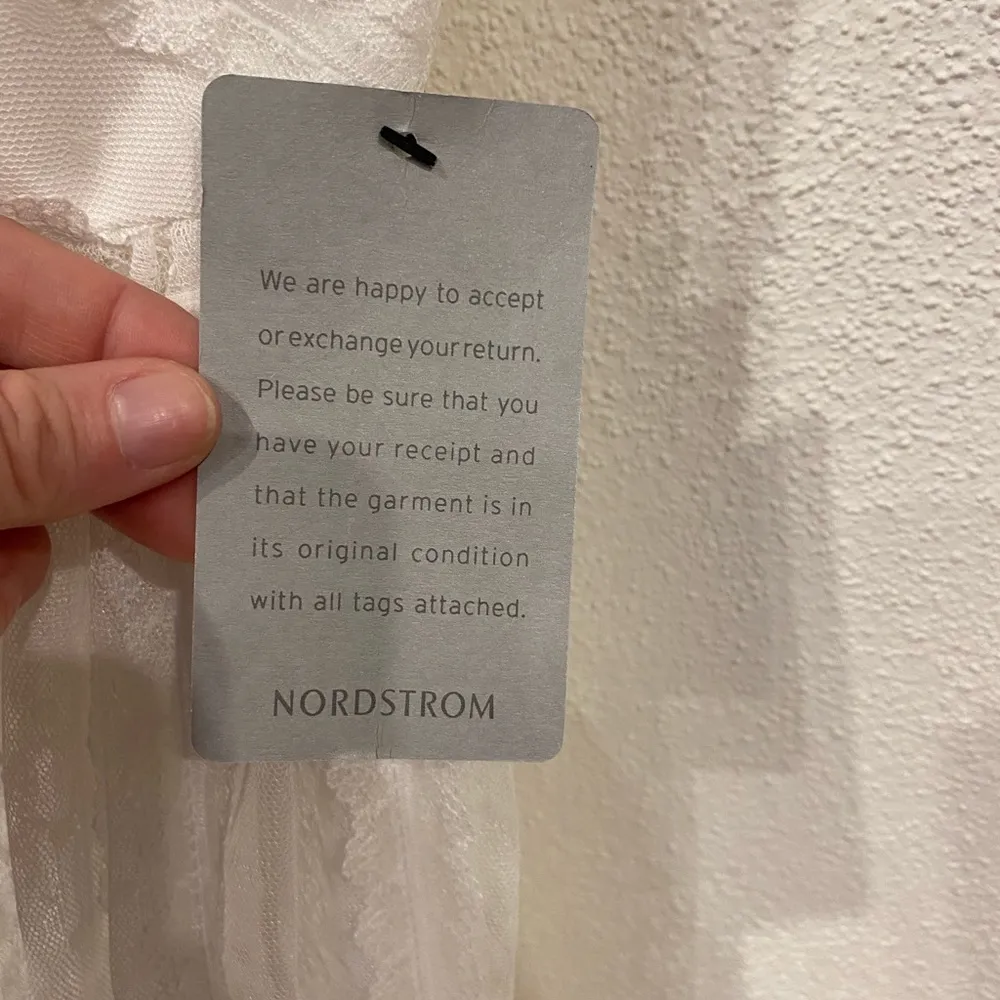 We are happy to accept
or exchange your return.
Please be sure that you
have your receipt and
that the garment is in
its original condition
with all tags attached.
NORDSTROM